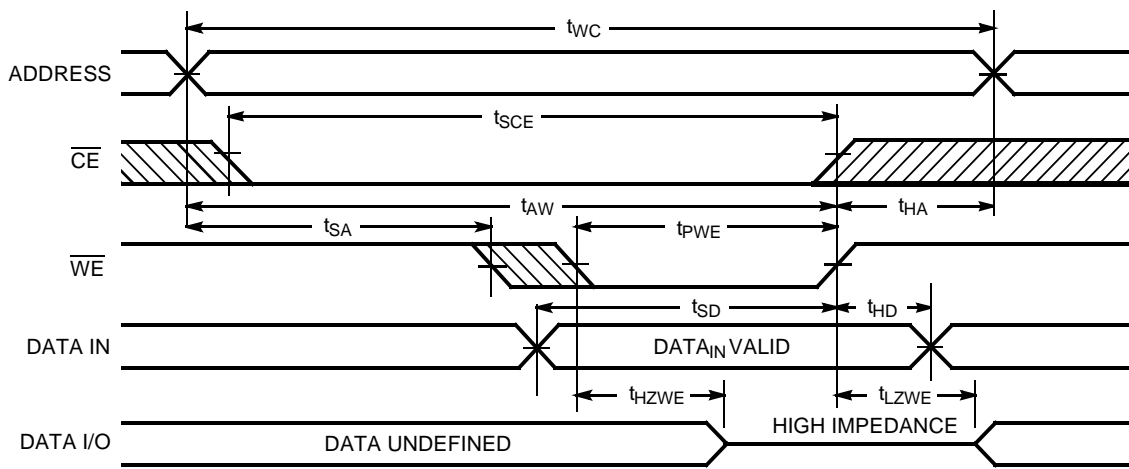 tWC
ADDRESS
tSCE
CE
tAW
tHA
tSA
tPWE
WE
tSD
tHD
DATA IN
DATAIN VALID
tHZWE
tLZWE
HIGH IMPEDANCE
DATA I/O
DATA UNDEFINED